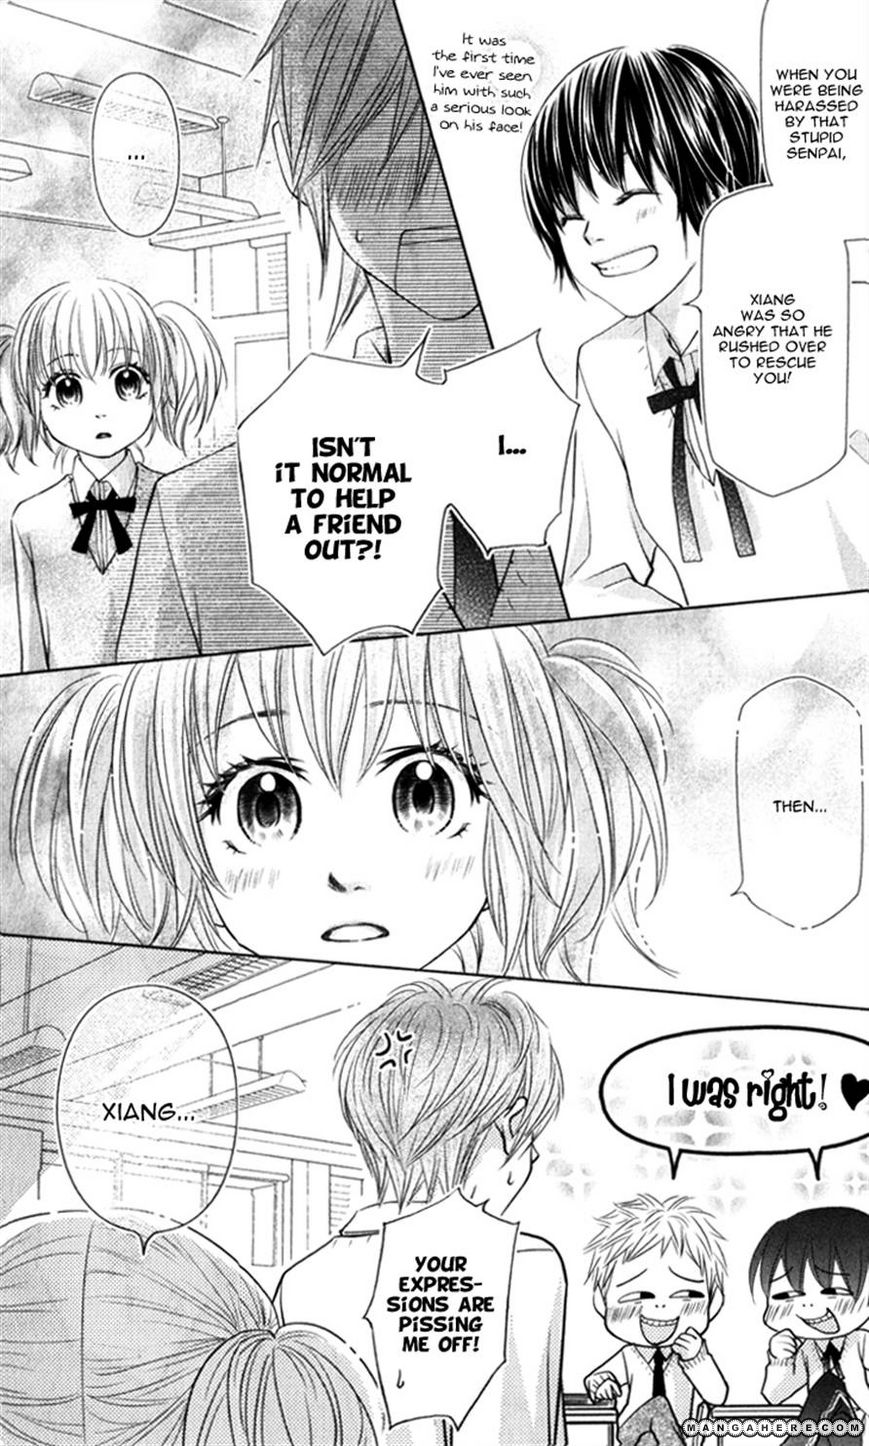 WHEN YOU
WERE BEING
HARASSED
BY THAT
STUPID
SENPAI,
XIANG
WAS SO
ANGRY THAT HE
RUSHED OVER
TO RESCUE
YOU!
It was
the first time
I've ever seen
him with such
a serious look
on his face!
I...
ISN'T
IT NORMAL
TO HELP
A FRIEND
OUT?!
...
THEN...
I was right! ♥
YOUR
EXPRES-
SIONS ARE
PISSING
ME OFF!
XIANG...
MANGAHERE.COM